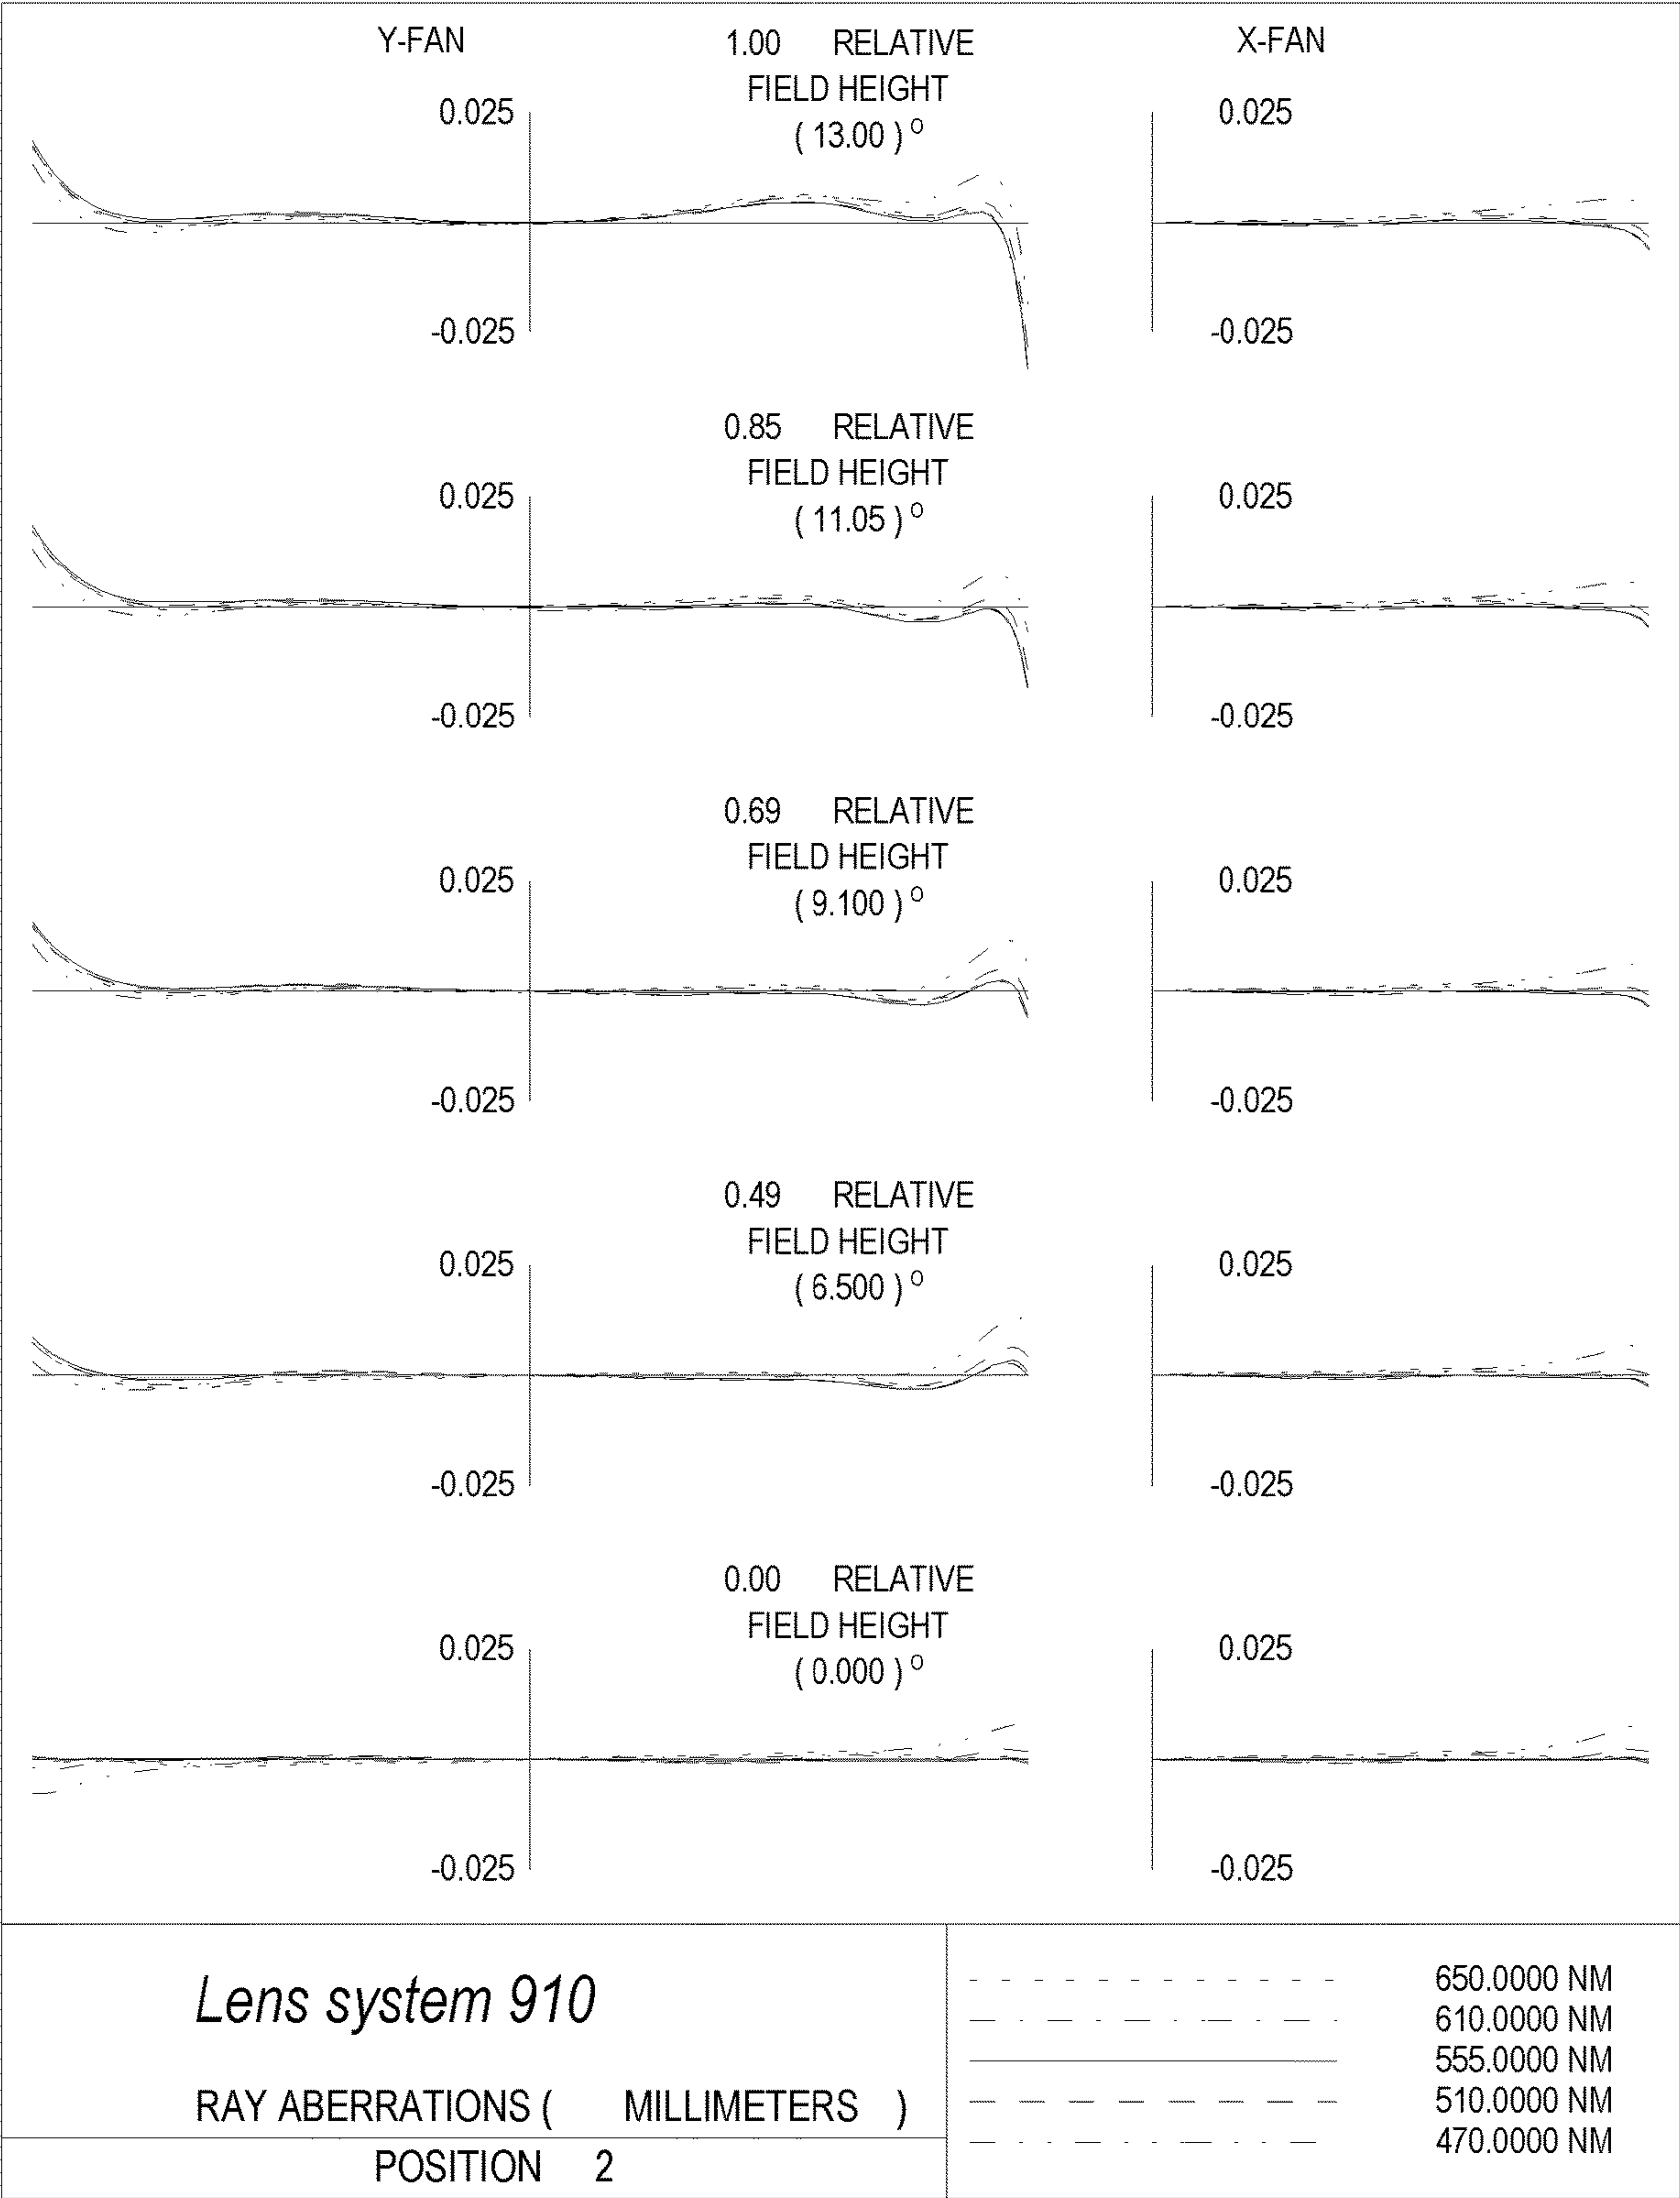 Y-FAN 1.00 RELATIVE X-FAN
FIELD HEIGHT
0.025 ( 13.00 ) O 0.025
-0.025 -0.025
0.85 RELATIVE
FIELD HEIGHT
0.025 ( 11.05 ) O 0.025
-0.025 -0.025
0.69 RELATIVE
FIELD HEIGHT
0.025 ( 9.100 ) O 0.025
-0.025 -0.025
0.49 RELATIVE
FIELD HEIGHT
0.025 ( 6.500 ) O 0.025
-0.025 -0.025
0.00 RELATIVE
FIELD HEIGHT
0.025 ( 0.000 ) O 0.025
-0.025 -0.025
Lens system 910
RAY ABERRATIONS ( MILLIMETERS )
POSITION 2
650.0000 NM
610.0000 NM
555.0000 NM
510.0000 NM
470.0000 NM